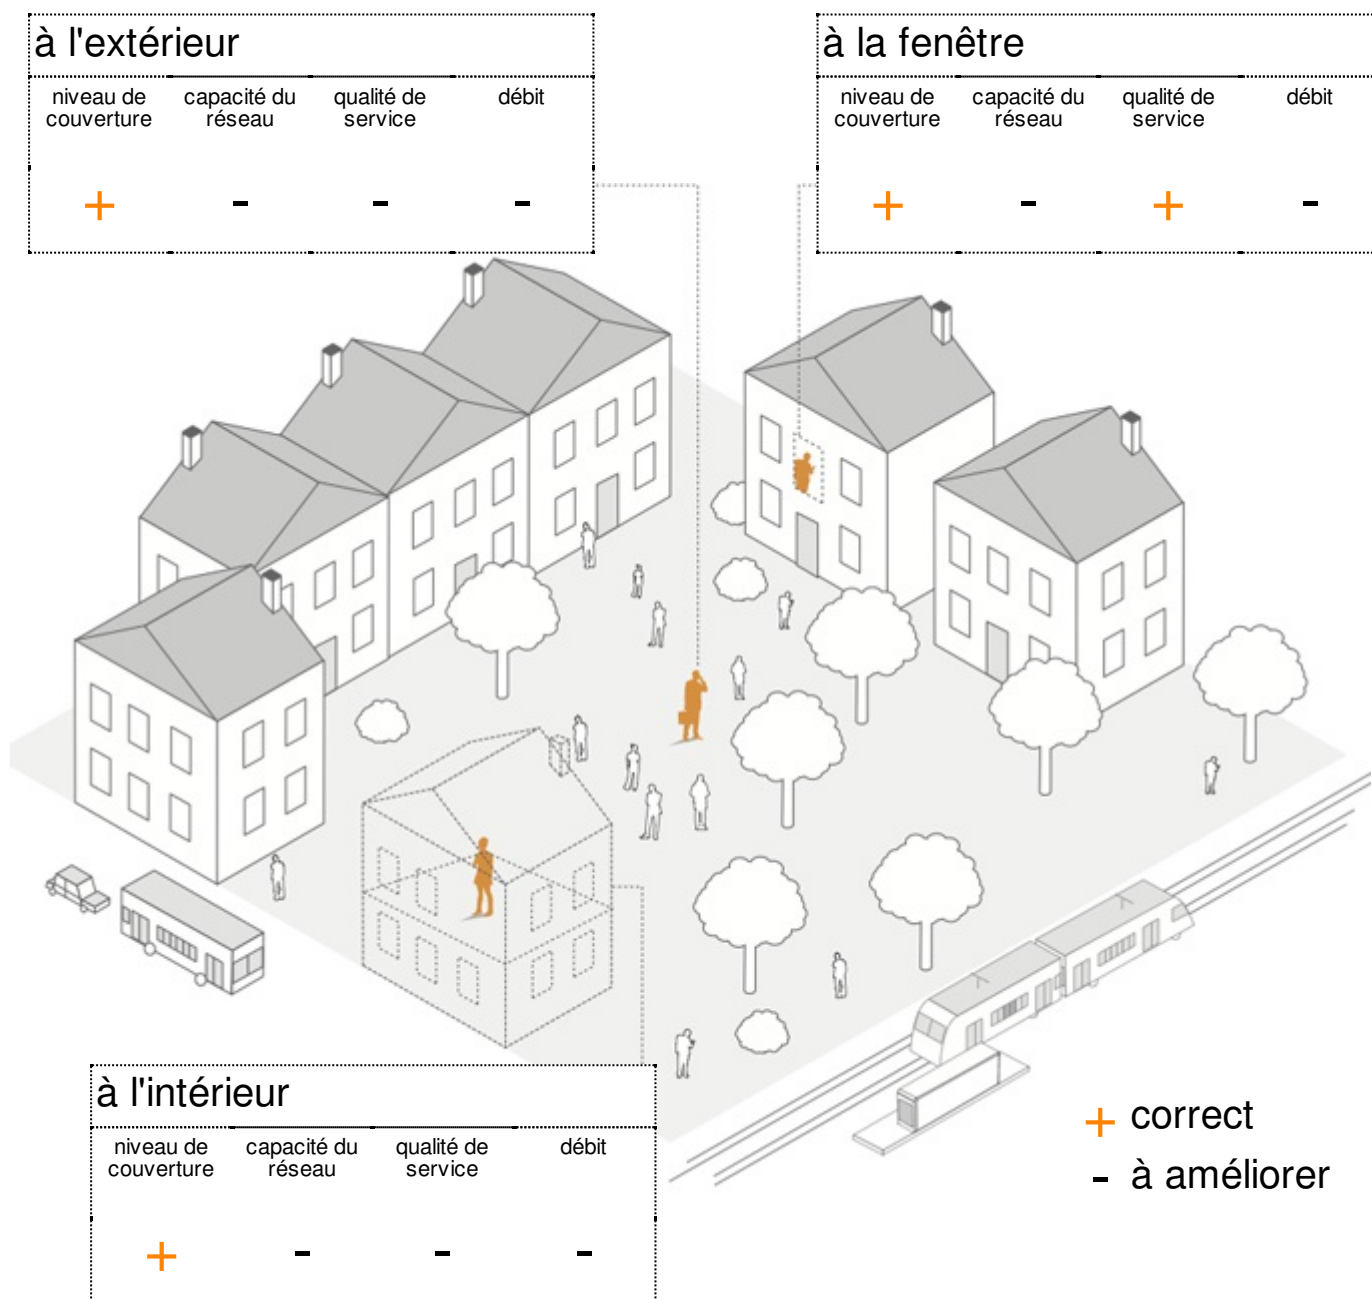 à l'extérieur
niveau de couverture
capacité du réseau
qualité de service
débit
+ - - -
à la fenêtre
niveau de couverture
capacité du réseau
qualité de service
débit
+ - + -
à l'intérieur
niveau de couverture
capacité du réseau
qualité de service
débit
+ - - -
+ correct
- à améliorer